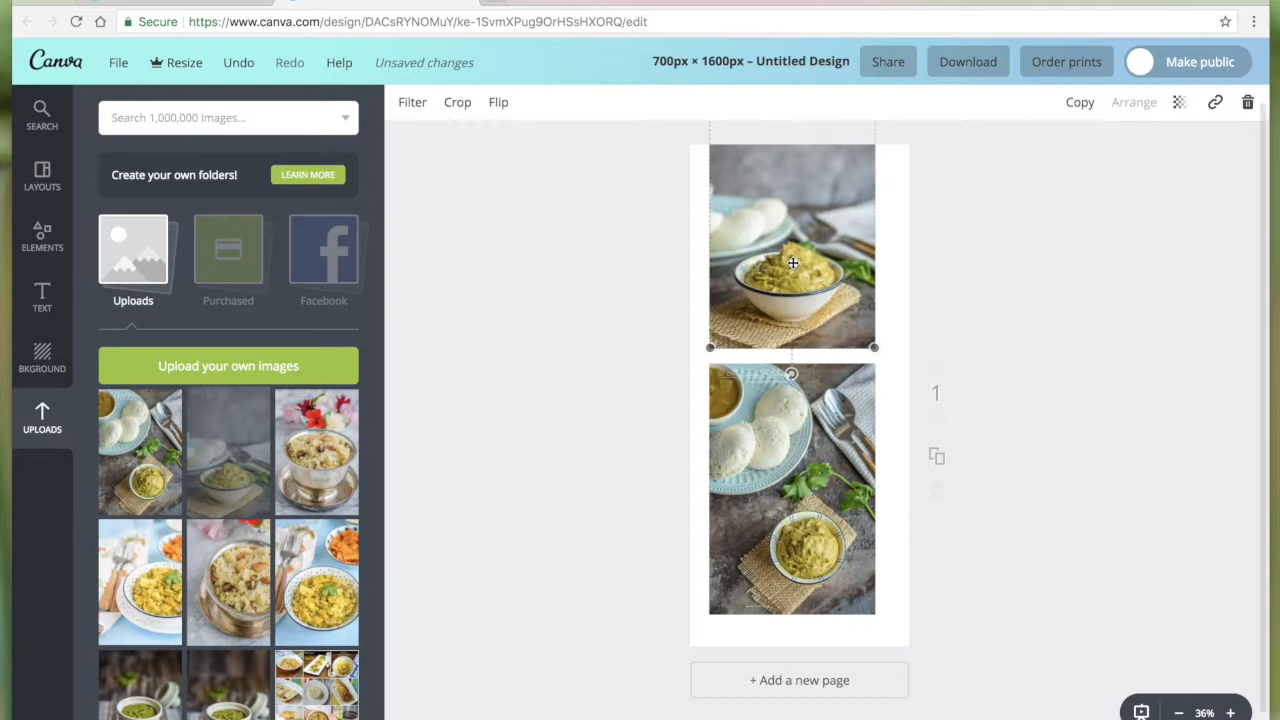 Secure https://www.canva.com/design/DACsRYNOMuY/ke-1SvmXPug9OrHSsHXORQ/edit
Canva File Resize Undo Redo Help Unsaved changes 700px × 1600px – Untitled Design Share Download Order prints Make public
Filter Crop Flip Copy Arrange
SEARCH
LAYOUTS
ELEMENTS
TEXT
BKGROUND
UPLOADS
Search 1,000,000 images...
Create your own folders! LEARN MORE
Uploads Purchased Facebook
Upload your own images
1
+ Add a new page
36%